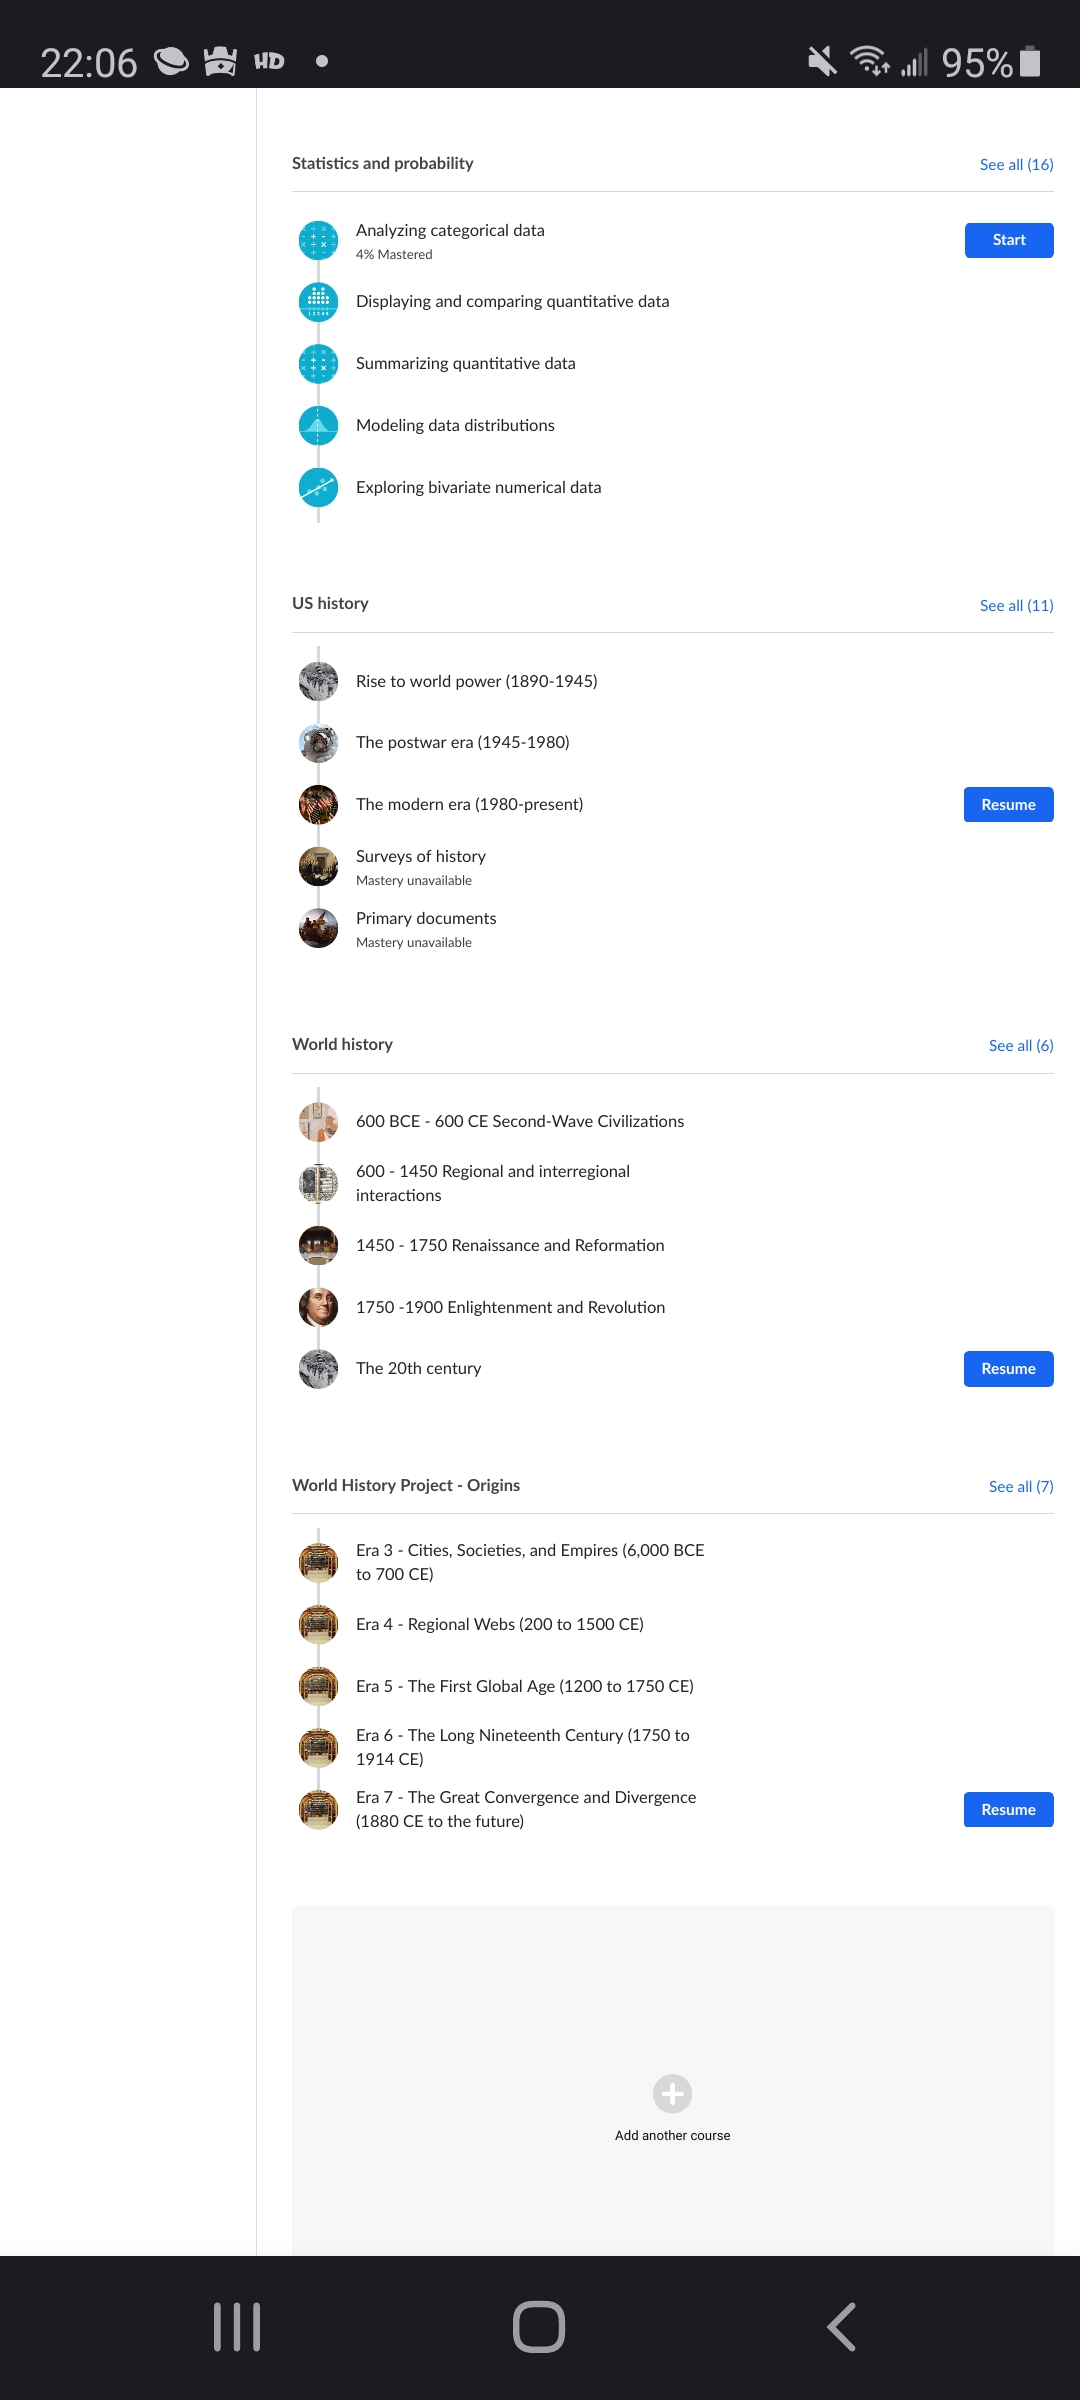 22:06 HD 95%
Statistics and probability See all (16)
Analyzing categorical data Start
4% Mastered
Displaying and comparing quantitative data
Summarizing quantitative data
Modeling data distributions
Exploring bivariate numerical data
US history See all (11)
Rise to world power (1890-1945)
The postwar era (1945-1980)
The modern era (1980-present) Resume
Surveys of history
Mastery unavailable
Primary documents
Mastery unavailable
World history See all (6)
600 BCE - 600 CE Second-Wave Civilizations
600 - 1450 Regional and interregional
interactions
1450 - 1750 Renaissance and Reformation
1750 -1900 Enlightenment and Revolution
The 20th century Resume
World History Project - Origins See all (7)
Era 3 - Cities, Societies, and Empires (6,000 BCE
to 700 CE)
Era 4 - Regional Webs (200 to 1500 CE)
Era 5 - The First Global Age (1200 to 1750 CE)
Era 6 - The Long Nineteenth Century (1750 to
1914 CE)
Era 7 - The Great Convergence and Divergence
(1880 CE to the future) Resume
Add another course